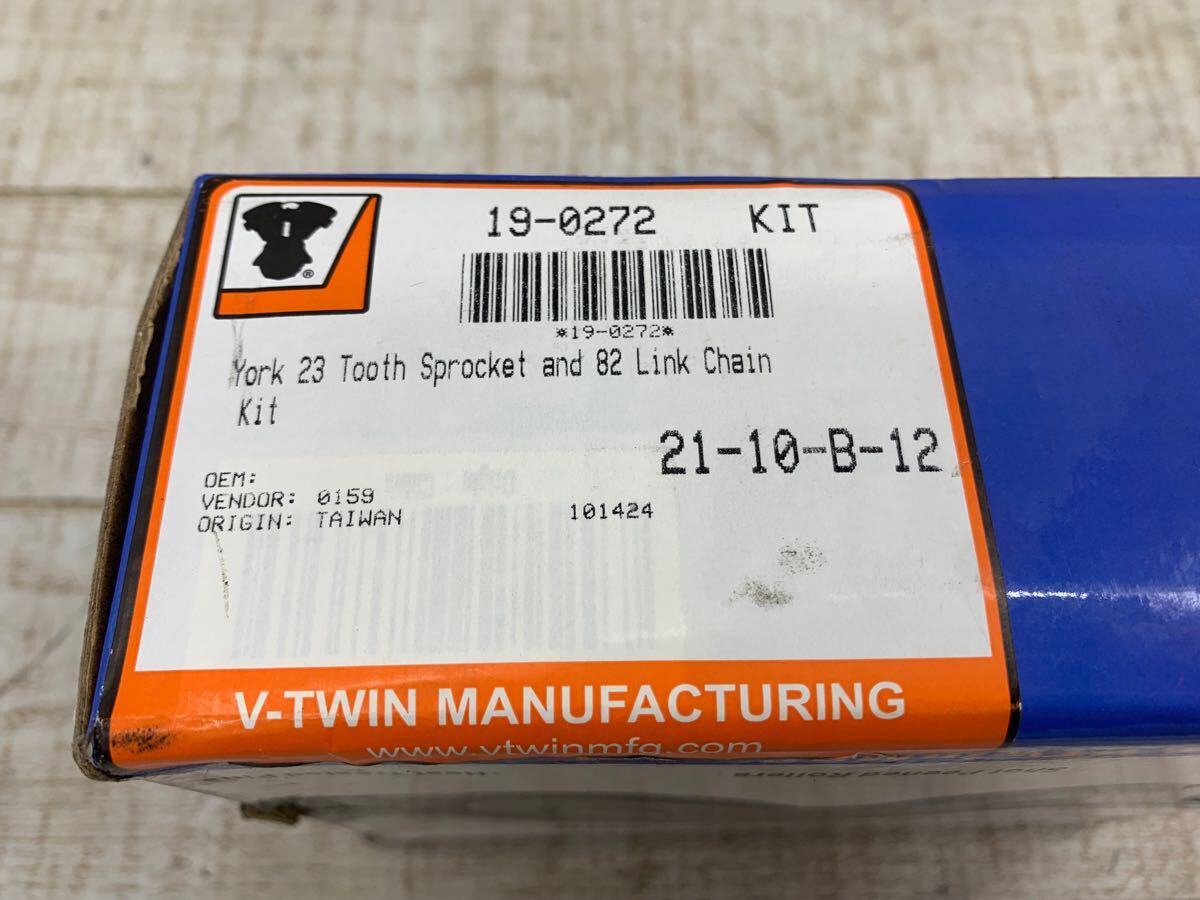 19-0272 KIT
*19-0272*
York 23 Tooth Sprocket and 82 Link Chain
Kit
21-10-B-12
OEM:
VENDOR: 0159
ORIGIN: TAIWAN 101424
V-TWIN MANUFACTURING
www.vtwinmfg.com
Rollers